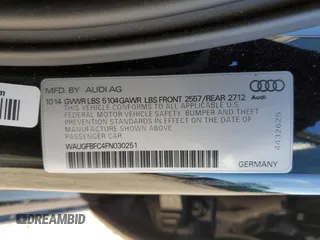 MFD. BY AUDI AG
10 14 GVWR LBS 5104 GAWR LBS FRONT 2557/REAR 2712
THIS VEHICLE CONFORMS TO ALL APPLICABLE
FEDERAL MOTOR VEHICLE SAFETY, BUMPER AND THEFT
PREVENTION STANDARDS IN EFFECT ON THE DATE OF
MANUFACTURE SHOWN ABOVE.
PASSENGER CAR
WAUGFBFC4FN030251
GERMANY
Audi
4432625
DREAMBID